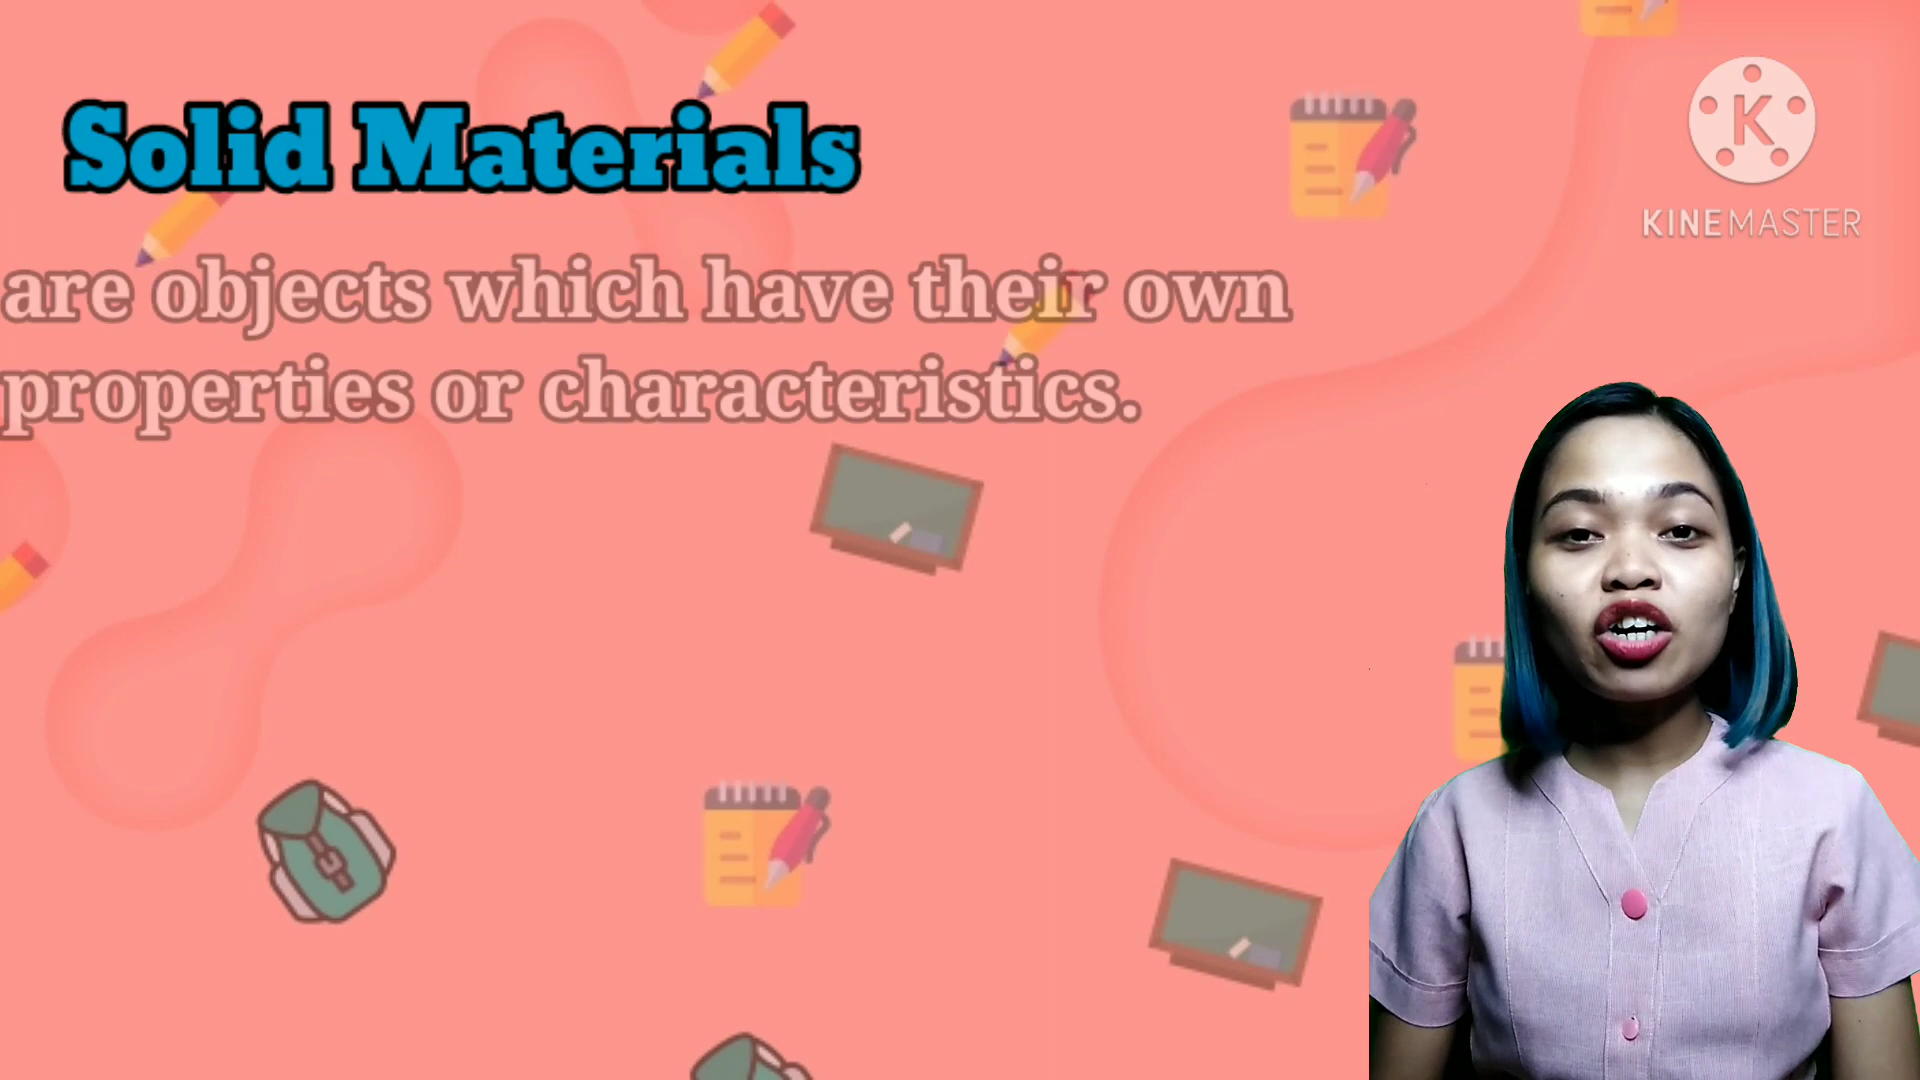 Solid Materials
are objects which have their own
properties or characteristics.
K
KINEMASTER